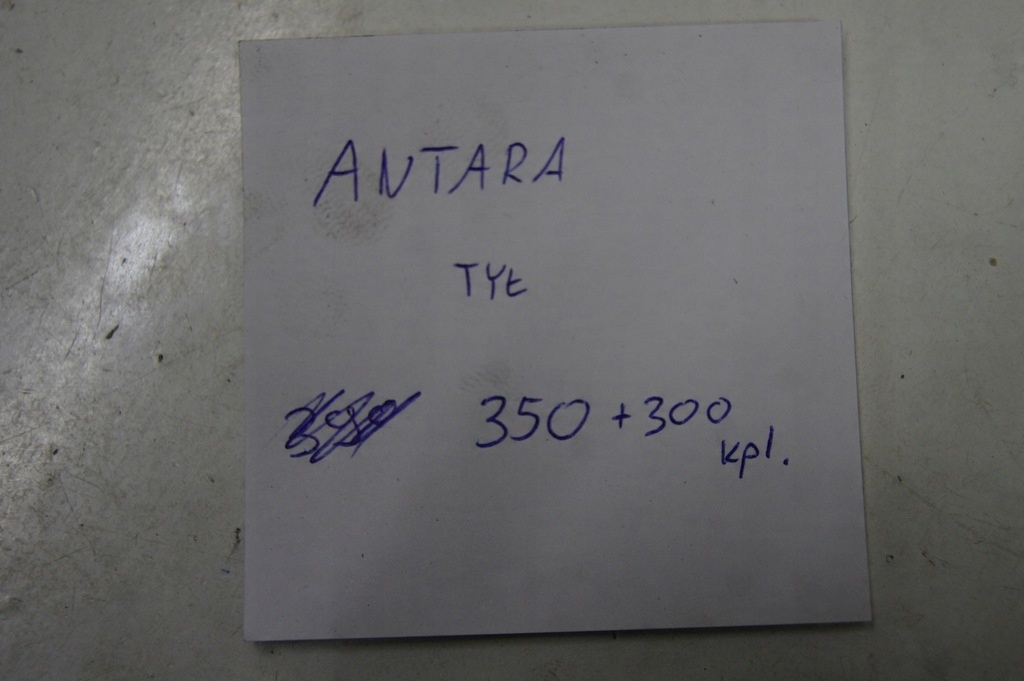 ANTARA
TYŁ
350 + 300
kpl.